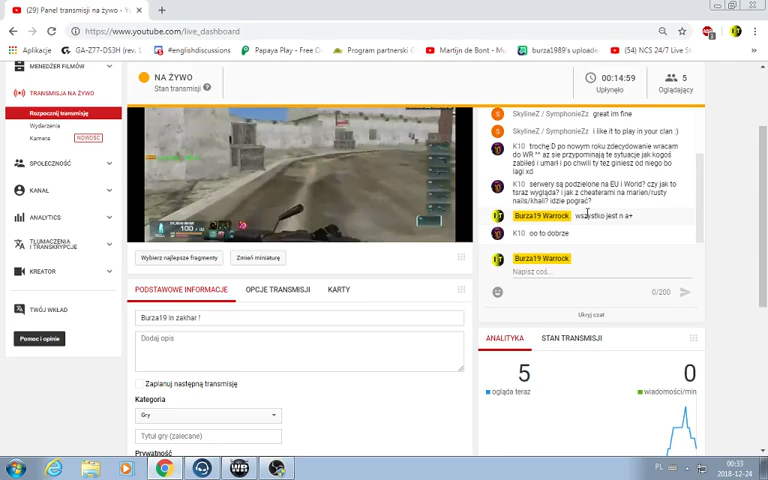 (29) Panel transmisji na żywo - Y
https://www.youtube.com/live_dashboard
Aplikacje
GA-Z77-DS3H (rev.
#englishdiscussions
Papaya Play - Free G
Program partnerski
Martijn de Bont - M
burza1989's uploade
(54) NCS 24/7 Live S
MENEDŻER FILMÓW
TRANSMISJA NA ŻYWO
Rozpocznij transmisję
Wydarzenia
Kamera
NOWOŚĆ
SPOŁECZNOŚĆ
KANAŁ
ANALYTICS
TŁUMACZENIA
I TRANSKRYPCJE
KREATOR
TWÓJ WKŁAD
Pomoc i opinie
NA ŻYWO
Stan transmisji
00:14:59
Upłynęło
5
Oglądający
100
Wybierz najlepsze fragmenty
Zmień miniaturę
PODSTAWOWE INFORMACJE
OPCJE TRANSMISJI
KARTY
Burza19 in zakhar !
Dodaj opis
Zaplanuj następną transmisję
Kategoria
Gry
Tytuł gry (zalecane)
Prywatność
SkylineZ / SymphonieZz great im fine
SkylineZ / SymphonieZz i like it to play in your clan :)
K10 trochę D po nowym roku zdecydowanie wracam
do WR ^^ az sie przypominają te sytuacje jak kogoś
zabiłeś i umarł i po chwili ty tez giniesz od niego bo
lagi xd
K10 serwery są podzielone na EU i World? czy jak to
tsraz wygląda? i jak z cheaterami na marien/rusty
nails/khali? idzie pograć?
Burza19 Warrock wszystko jest n a+
K10 oo to dobrze
Burza19 Warrock
Napisz coś...
0/200
Ukryj czat
ANALITYKA
STAN TRANSMISJI
5
ogląda teraz
0
wiadomości/min
PL
00:33
2018-12-24